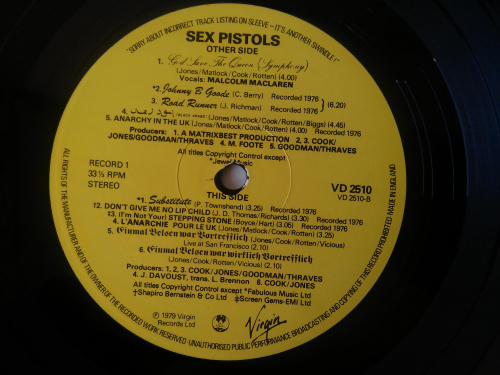 "SORRY ABOUT INCORRECT TRACK LISTING ON SLEEVE – IT'S ANOTHER SWINDLE!"
SEX PISTOLS
OTHER SIDE
1. God Save The Queen (Symphony)
(Jones/Matlock/Cook/Rotten) (4.00)
Vocals: MALCOLM MACLAREN
*2. Johnny B Goode (C. Berry) Recorded 1976
3. Road Runner (J. Richman) Recorded 1976 (6.20)
4. (BLACK ARABS) (Jones/Matlock/Cook/Rotten/Biggs) (4.45)
5. ANARCHY IN THE UK (Jones/Matlock/Cook/Rotten) (4.00) Recorded 1976
Producers: 1. A MATRIXBEST PRODUCTION 2, 3. COOK/
JONES/GOODMAN/THRAVES 4. M. FOOTE 5. GOODMAN/THRAVES
All titles Copyright Control except
*Jewel Music
RECORD 1
33⅓ RPM
STEREO
VD 2510
VD 2510-B
THIS SIDE
*1. Substitute (P. Townshend) (3.25) Recorded 1976
†2. DON'T GIVE ME NO LIP CHILD (J. D. Thomas/Richards) (3.30) Recorded 1976
‡3. (I'm Not Your) STEPPING STONE (Boyce/Hart) (3.05) Recorded 1976
4. L'ANARCHIE POUR LE UK (Jones/Matlock/Cook/Rotten) (3.25)
5. Einmal Belsen war Vortrefflich (Jones/Cook/Rotten/Vicious)
Live at San Francisco (2.10)
6. Einmal Belsen war wirflich Vortrefflich
(Jones/Cook/Rotten/Vicious) (2.10)
Producers: 1, 2, 3. COOK/JONES/GOODMAN/THRAVES
4. J. DAVOUST, trans. L. Brennon 6. COOK/JONES
All titles Copyright Control except *Fabulous Music Ltd
†Shapiro Bernstein & Co Ltd ‡Screen Gems-EMI Ltd
℗ 1979 Virgin
Records Ltd
Virgin
ALL RIGHTS OF THE MANUFACTURER AND OF THE OWNER OF THE RECORDED WORK RESERVED · UNAUTHORISED PUBLIC PERFORMANCE BROADCASTING AND COPYING OF THIS RECORD PROHIBITED · MADE IN ENGLAND